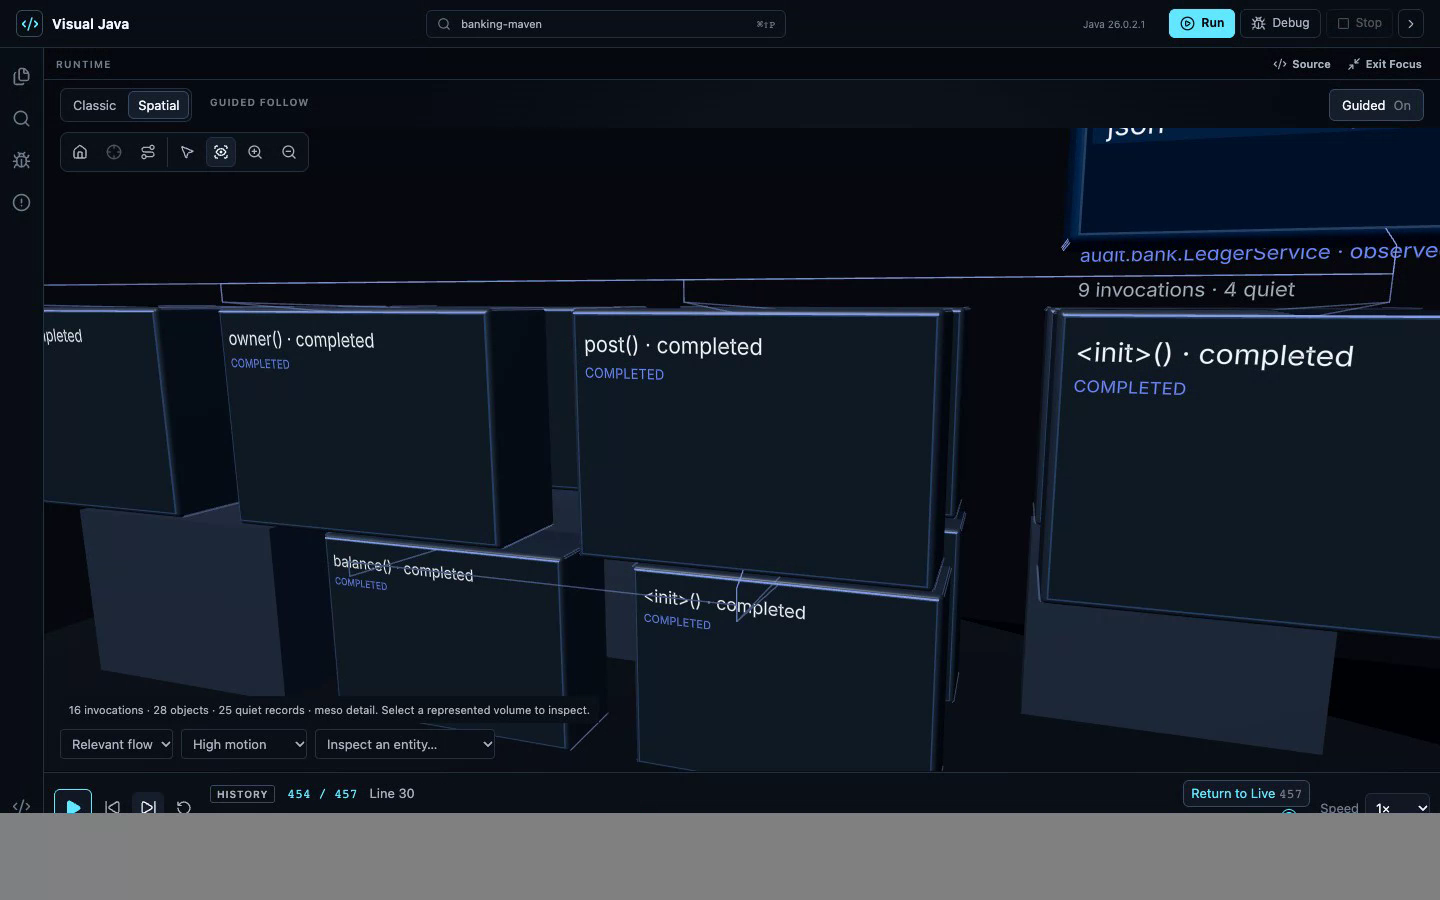 Visual Java
banking-maven
⌘⇧P
Java 26.0.2.1
Run
Debug
Stop
RUNTIME
Source
Exit Focus
Classic
Spatial
GUIDED FOLLOW
Guided On
json
audit.bank.LedgerService · observe
9 invocations · 4 quiet
pleted
owner() · completed
COMPLETED
post() · completed
COMPLETED
<init>() · completed
COMPLETED
balance() · completed
COMPLETED
<init>() · completed
COMPLETED
16 invocations · 28 objects · 25 quiet records · meso detail. Select a represented volume to inspect.
Relevant flow
High motion
Inspect an entity...
HISTORY
454 / 457
Line 30
Return to Live 457
Speed
1×